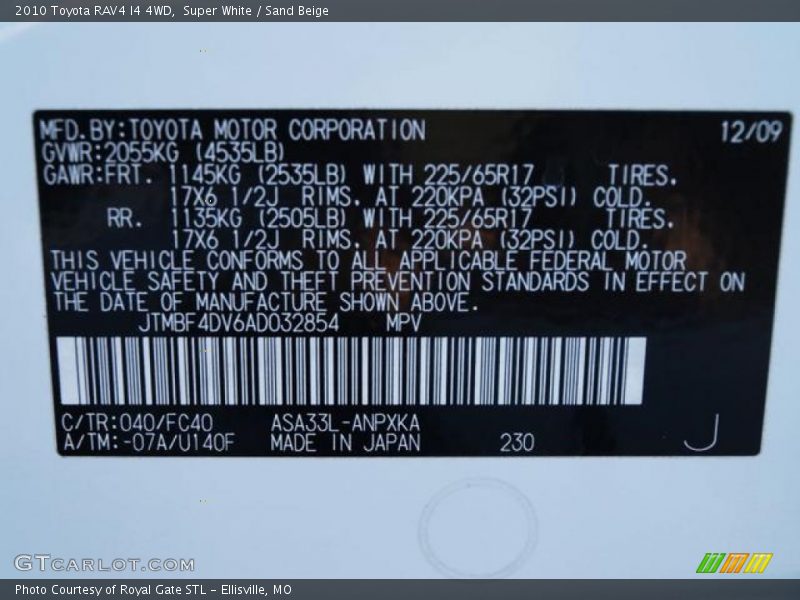 2010 Toyota RAV4 I4 4WD, Super White / Sand Beige
MFD.BY:TOYOTA MOTOR CORPORATION 12/09
GVWR:2055KG (4535LB)
GAWR:FRT. 1145KG (2535LB) WITH 225/65R17 TIRES.
17X6 1/2J RIMS. AT 220KPA (32PSI) COLD.
RR. 1135KG (2505LB) WITH 225/65R17 TIRES.
17X6 1/2J RIMS. AT 220KPA (32PSI) COLD.
THIS VEHICLE CONFORMS TO ALL APPLICABLE FEDERAL MOTOR
VEHICLE SAFETY AND THEFT PREVENTION STANDARDS IN EFFECT ON
THE DATE OF MANUFACTURE SHOWN ABOVE.
JTMBF4DV6AD032854 MPV
C/TR:040/FC40 ASA33L-ANPXKA
A/TM:-07A/U140F MADE IN JAPAN 230 J
GTCARLOT.COM
Photo Courtesy of Royal Gate STL - Ellisville, MO